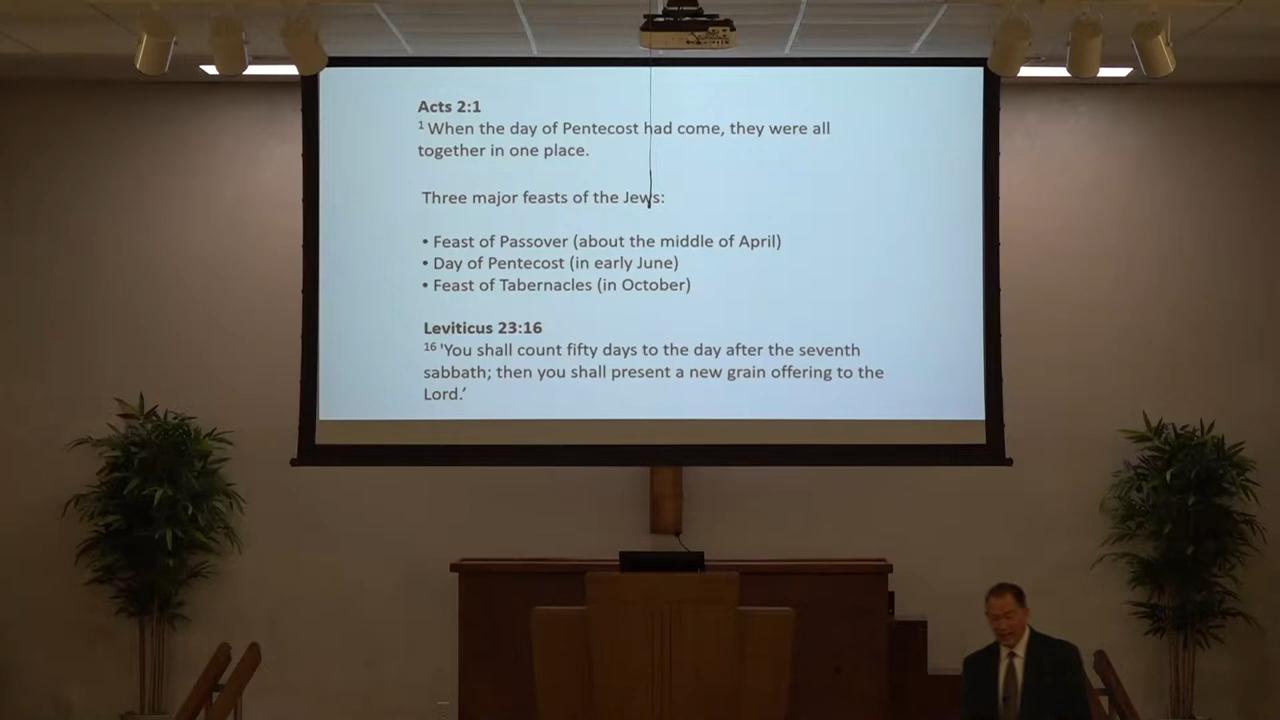 Acts 2:1
1 When the day of Pentecost had come, they were all
together in one place.
Three major feasts of the Jews:
• Feast of Passover (about the middle of April)
• Day of Pentecost (in early June)
• Feast of Tabernacles (in October)
Leviticus 23:16
16 'You shall count fifty days to the day after the seventh
sabbath; then you shall present a new grain offering to the
Lord.'